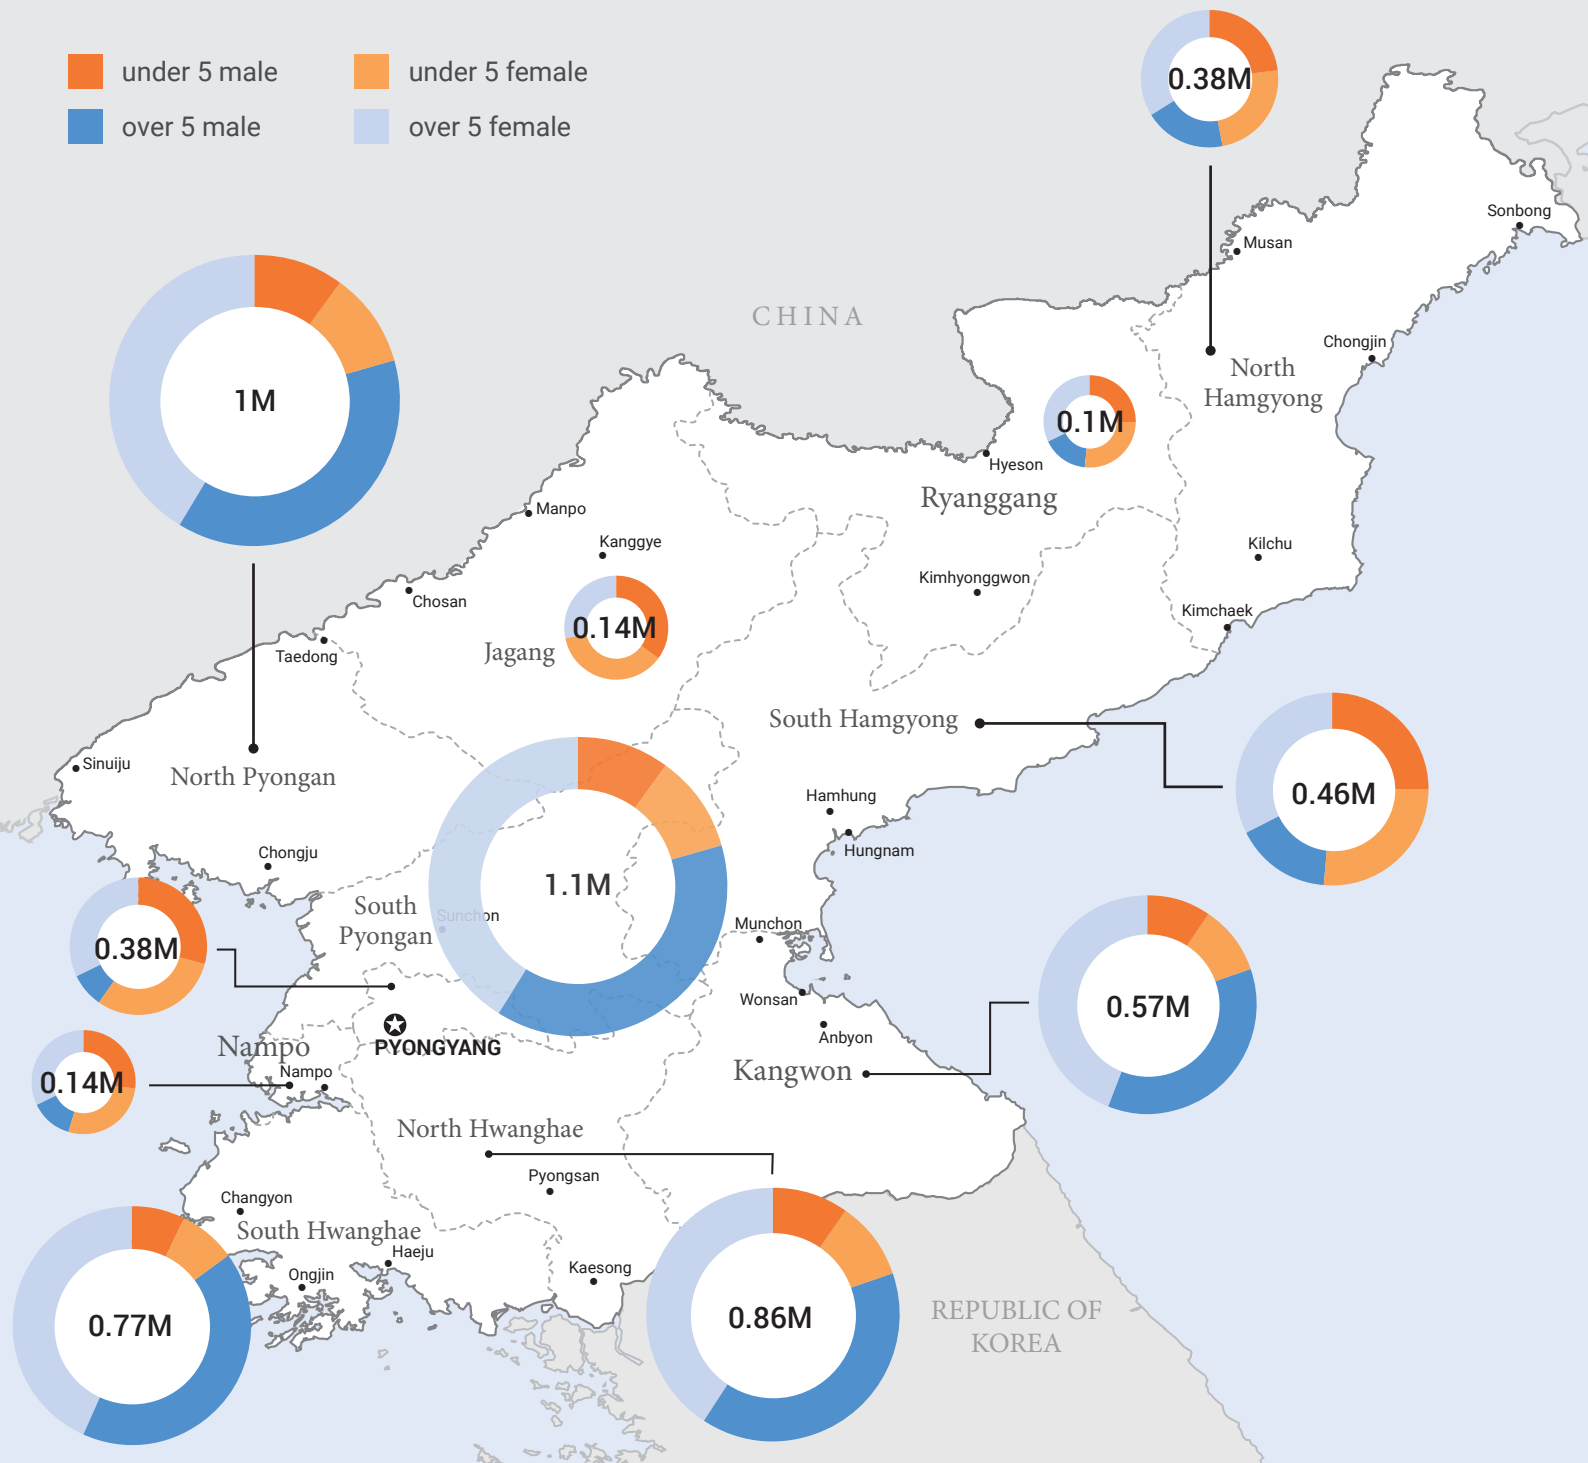 under 5 male
under 5 female
over 5 male
over 5 female
0.38M
Sonbong
Musan
CHINA
Chongjin
North
Hamgyong
1M
0.1M
Hyeson
Ryanggang
Manpo
Kanggye
Kilchu
Kimhyonggwon
Chosan
Kimchaek
0.14M
Jagang
Taedong
South Hamgyong
Sinuiju
North Pyongan
0.46M
Hamhung
Hungnam
Chongju
1.1M
South
Pyongan
Sunchon
Munchon
0.38M
Wonsan
0.57M
Anbyon
PYONGYANG
Nampo
Nampo
Kangwon
0.14M
North Hwanghae
Pyongsan
Changyon
South Hwanghae
Haeju
Kaesong
Ongjin
0.77M
0.86M
REPUBLIC OF
KOREA